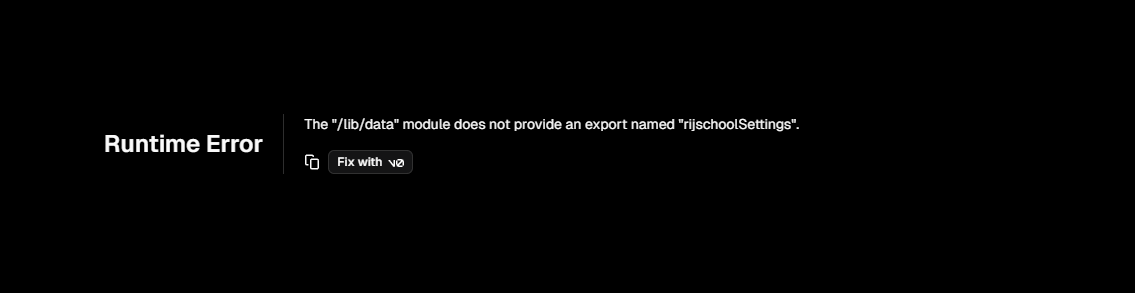 Runtime Error
The "/lib/data" module does not provide an export named "rijschoolSettings".
Fix with v0